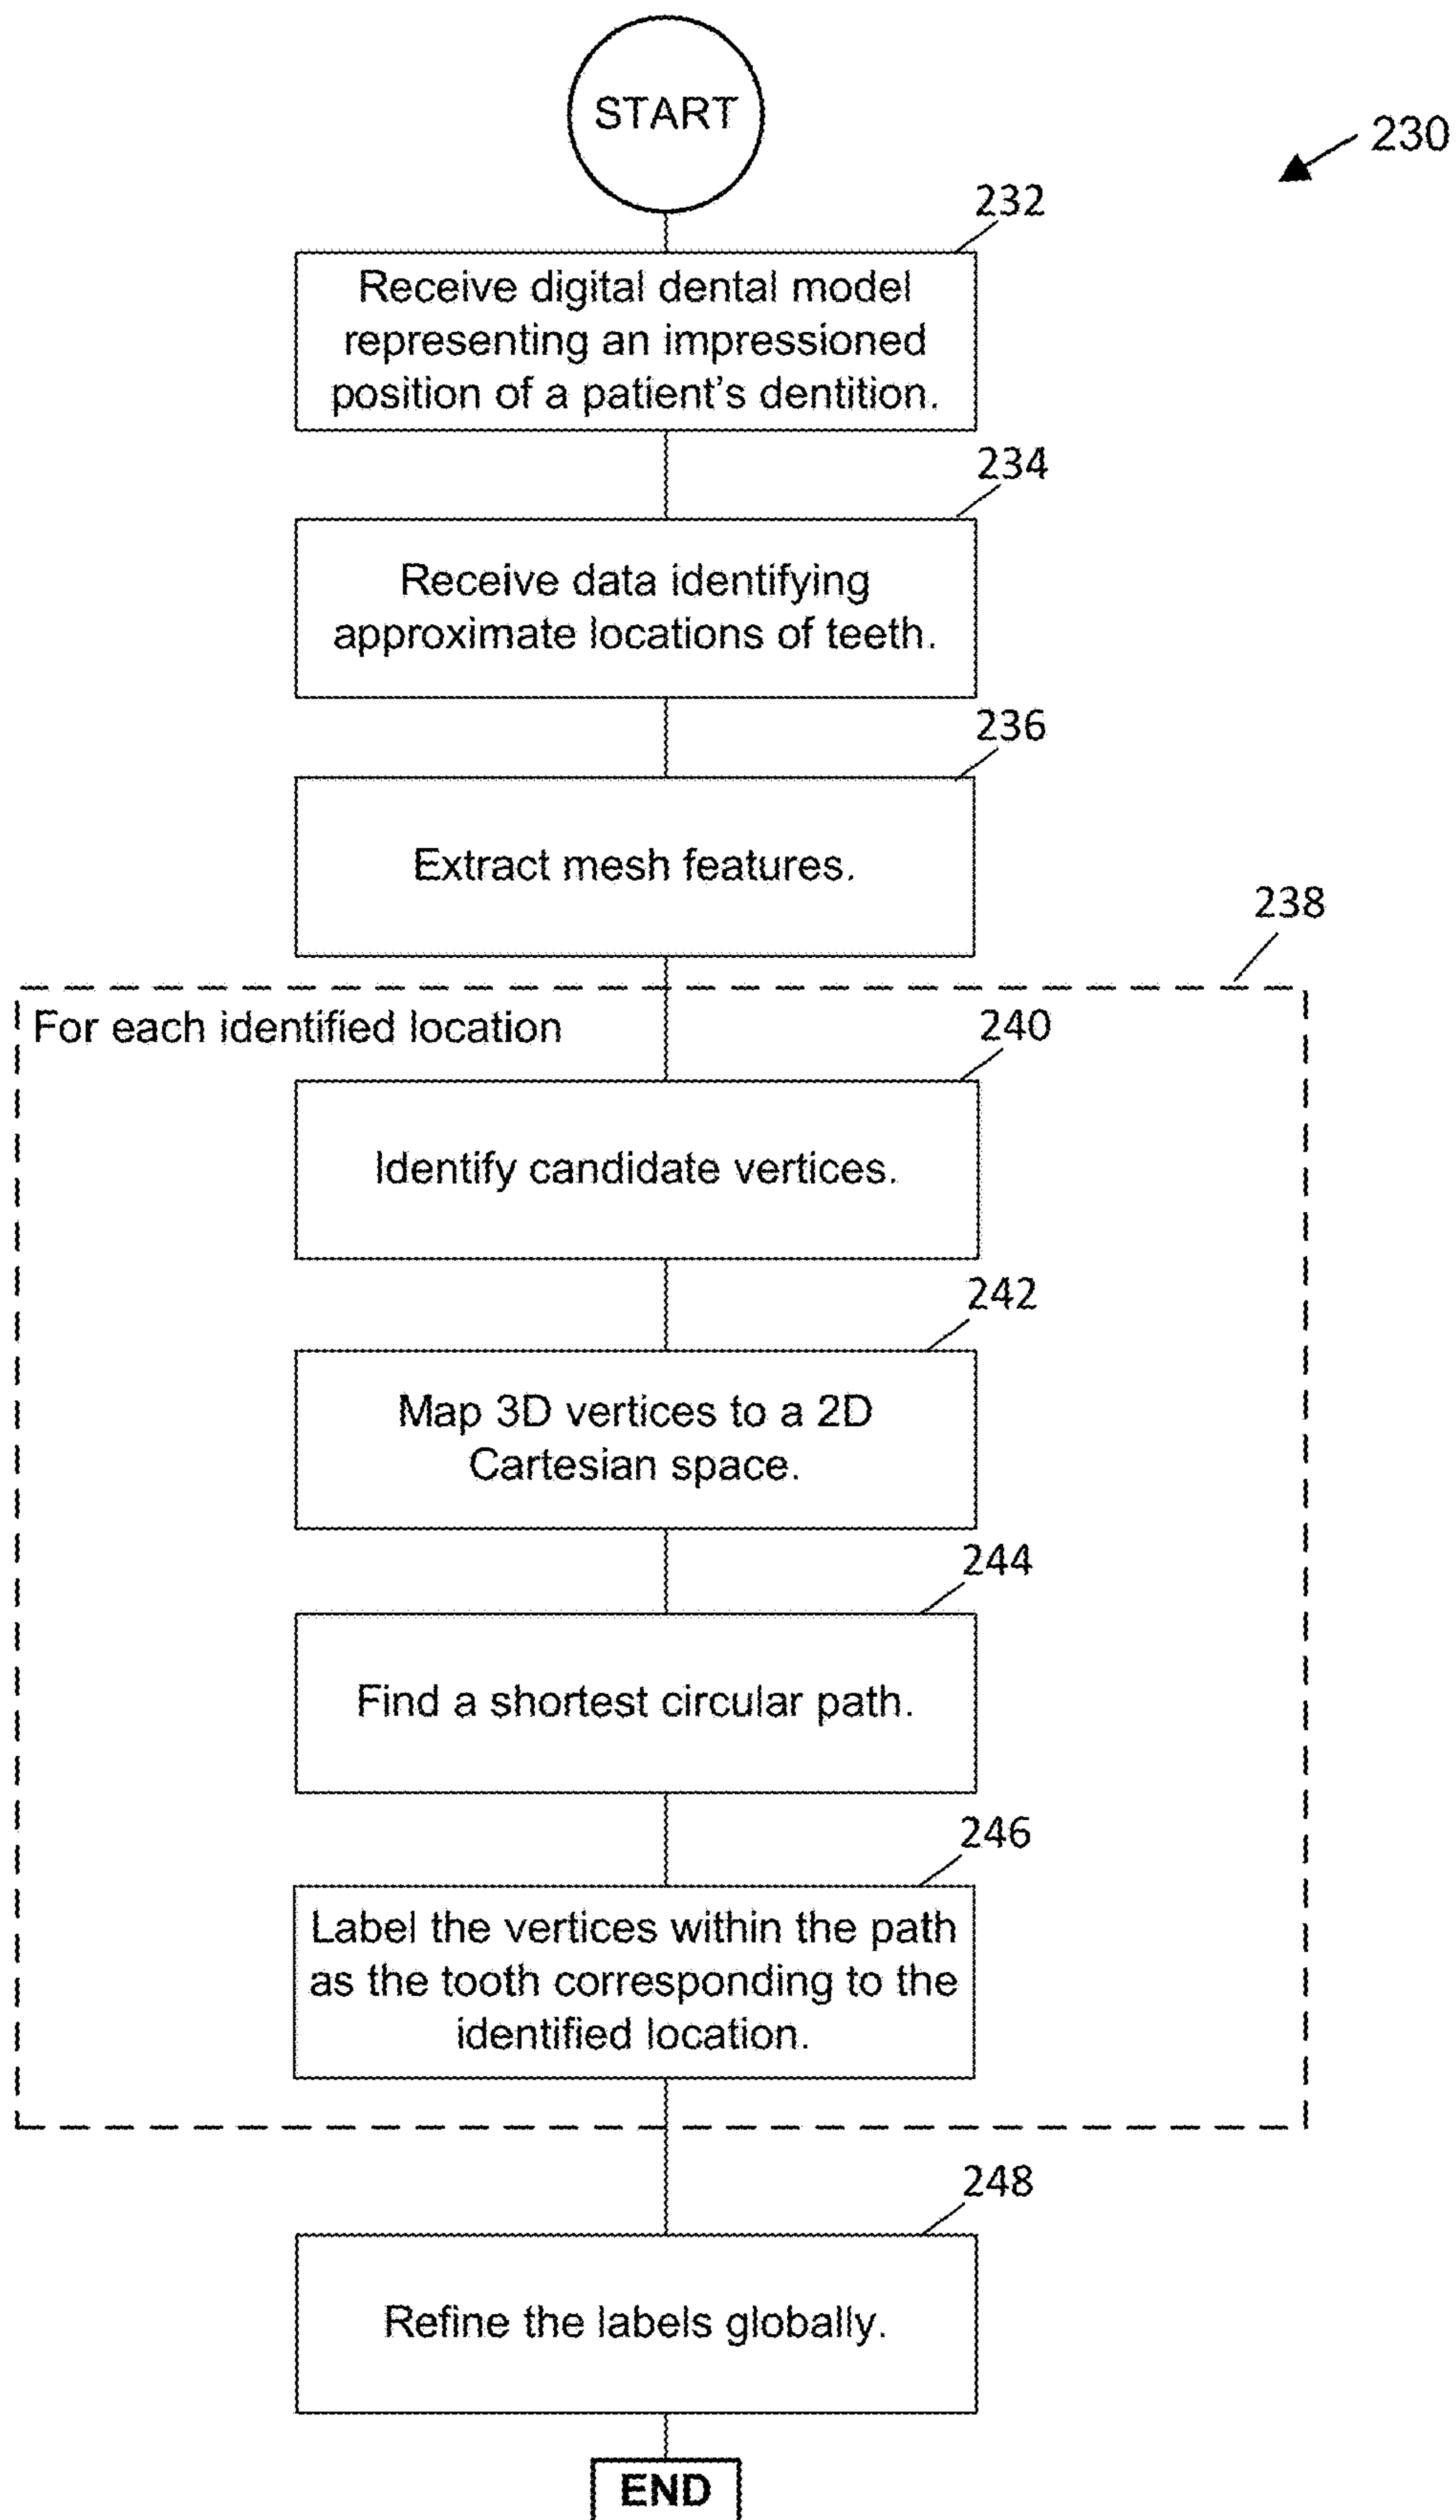 START
230
232
Receive digital dental model
representing an impressioned
position of a patient's dentition.
234
Receive data identifying
approximate locations of teeth.
236
Extract mesh features.
238
For each identified location
240
Identify candidate vertices.
242
Map 3D vertices to a 2D
Cartesian space.
244
Find a shortest circular path.
246
Label the vertices within the path
as the tooth corresponding to the
identified location.
248
Refine the labels globally.
END